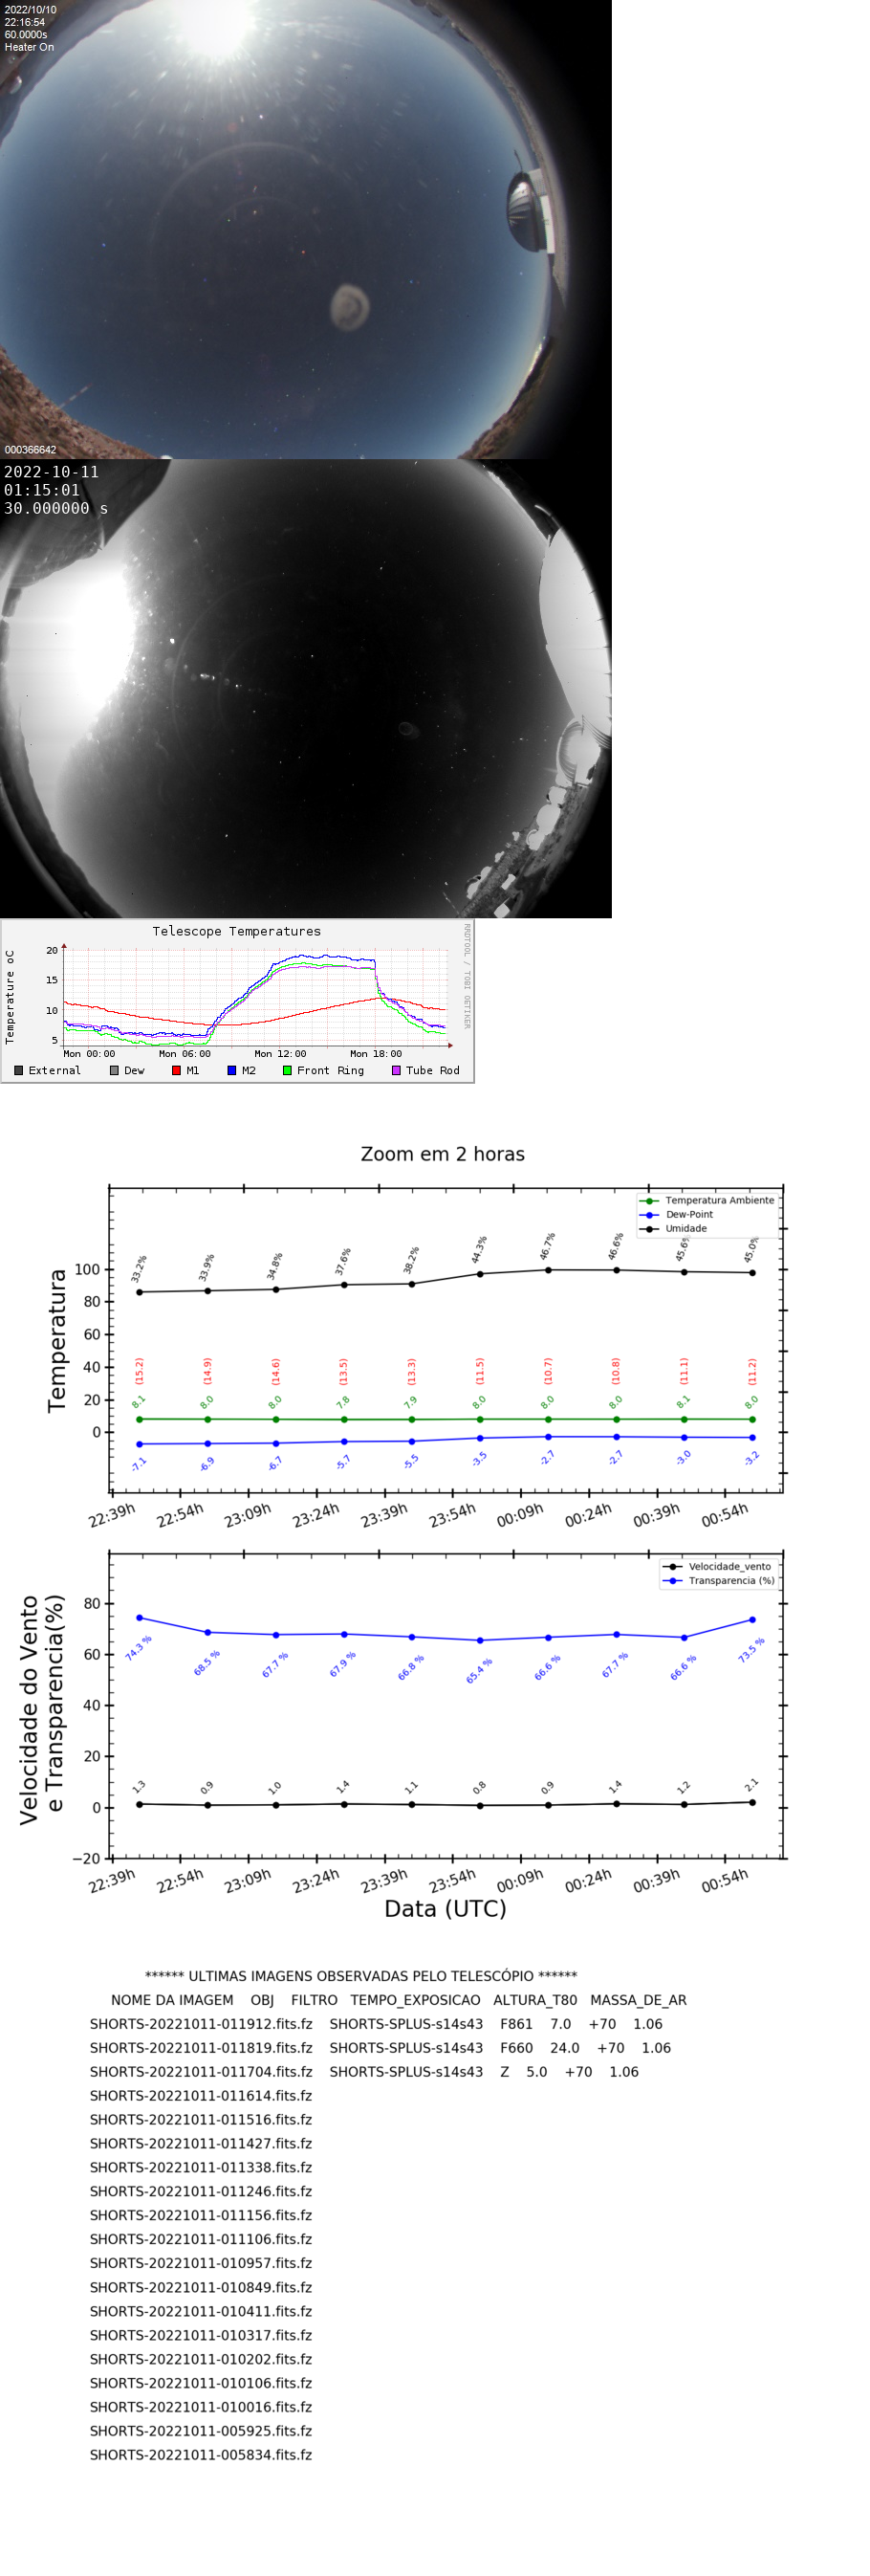 2022/10/10
22:16:54
60.0000s
Heater On
000366642
2022-10-11
01:15:01
30.000000 s
Telescope Temperatures
RRDTOOL / TOBI OETIKER
Temperature oC
20
15
10
5
Mon 00:00 Mon 06:00 Mon 12:00 Mon 18:00
External Dew M1 M2 Front Ring Tube Rod
Zoom em 2 horas
Temperatura Ambiente
Dew-Point
Umidade
Temperatura
100
80
60
40
20
0
33.2% 33.9% 34.8% 37.6% 38.2% 44.3% 46.7% 46.6% 45.6% 45.0%
(15.2) (14.9) (14.6) (13.5) (13.3) (11.5) (10.7) (10.8) (11.1) (11.2)
8.1 8.0 8.0 7.8 7.9 8.0 8.0 8.0 8.1 8.0
-7.1 -6.9 -6.7 -5.7 -5.5 -3.5 -2.7 -2.7 -3.0 -3.2
22:39h 22:54h 23:09h 23:24h 23:39h 23:54h 00:09h 00:24h 00:39h 00:54h
Velocidade_vento
Transparencia (%)
Velocidade do Vento
e Transparencia(%)
80
60
40
20
0
−20
74.3 % 68.5 % 67.7 % 67.9 % 66.8 % 65.4 % 66.6 % 67.7 % 66.6 % 73.5 %
1.3 0.9 1.0 1.4 1.1 0.8 0.9 1.4 1.2 2.1
22:39h 22:54h 23:09h 23:24h 23:39h 23:54h 00:09h 00:24h 00:39h 00:54h
Data (UTC)
****** ULTIMAS IMAGENS OBSERVADAS PELO TELESCÓPIO ******
NOME DA IMAGEM OBJ FILTRO TEMPO_EXPOSICAO ALTURA_T80 MASSA_DE_AR
SHORTS-20221011-011912.fits.fz SHORTS-SPLUS-s14s43 F861 7.0 +70 1.06
SHORTS-20221011-011819.fits.fz SHORTS-SPLUS-s14s43 F660 24.0 +70 1.06
SHORTS-20221011-011704.fits.fz SHORTS-SPLUS-s14s43 Z 5.0 +70 1.06
SHORTS-20221011-011614.fits.fz
SHORTS-20221011-011516.fits.fz
SHORTS-20221011-011427.fits.fz
SHORTS-20221011-011338.fits.fz
SHORTS-20221011-011246.fits.fz
SHORTS-20221011-011156.fits.fz
SHORTS-20221011-011106.fits.fz
SHORTS-20221011-010957.fits.fz
SHORTS-20221011-010849.fits.fz
SHORTS-20221011-010411.fits.fz
SHORTS-20221011-010317.fits.fz
SHORTS-20221011-010202.fits.fz
SHORTS-20221011-010106.fits.fz
SHORTS-20221011-010016.fits.fz
SHORTS-20221011-005925.fits.fz
SHORTS-20221011-005834.fits.fz